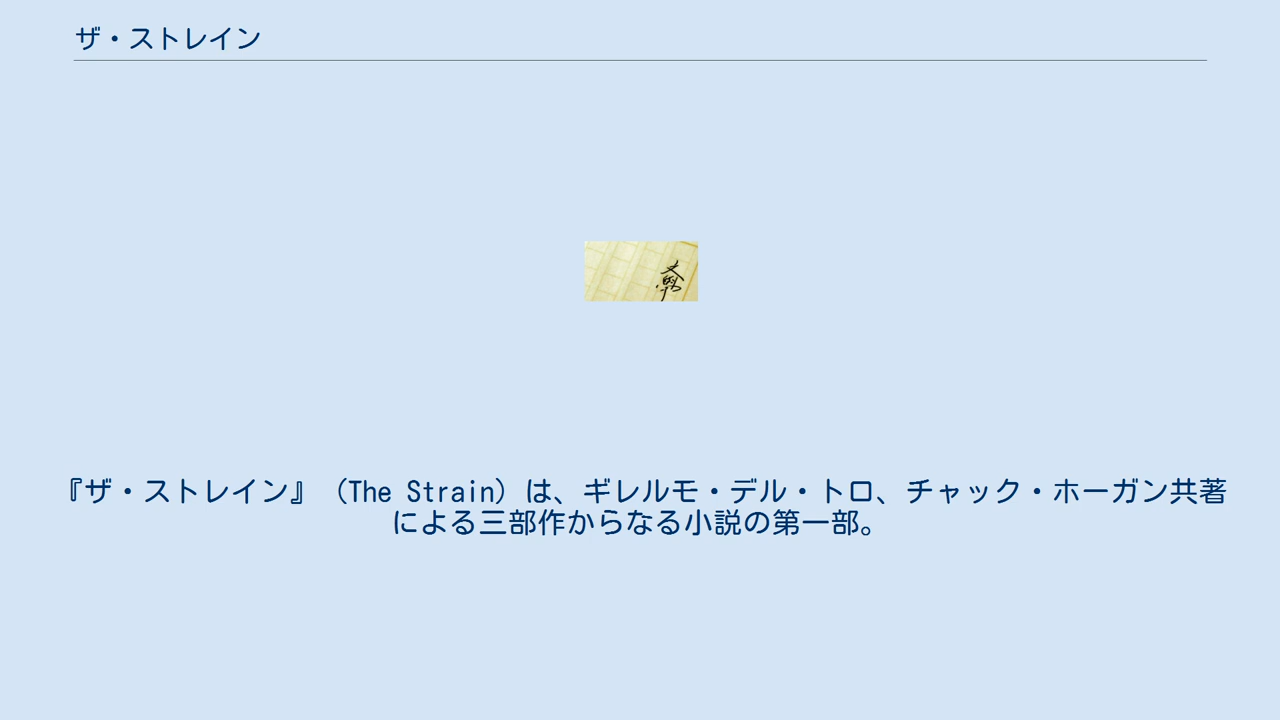 ザ・ストレイン
『ザ・ストレイン』（The Strain）は、ギレルモ・デル・トロ、チャック・ホーガン共著
による三部作からなる小説の第一部。